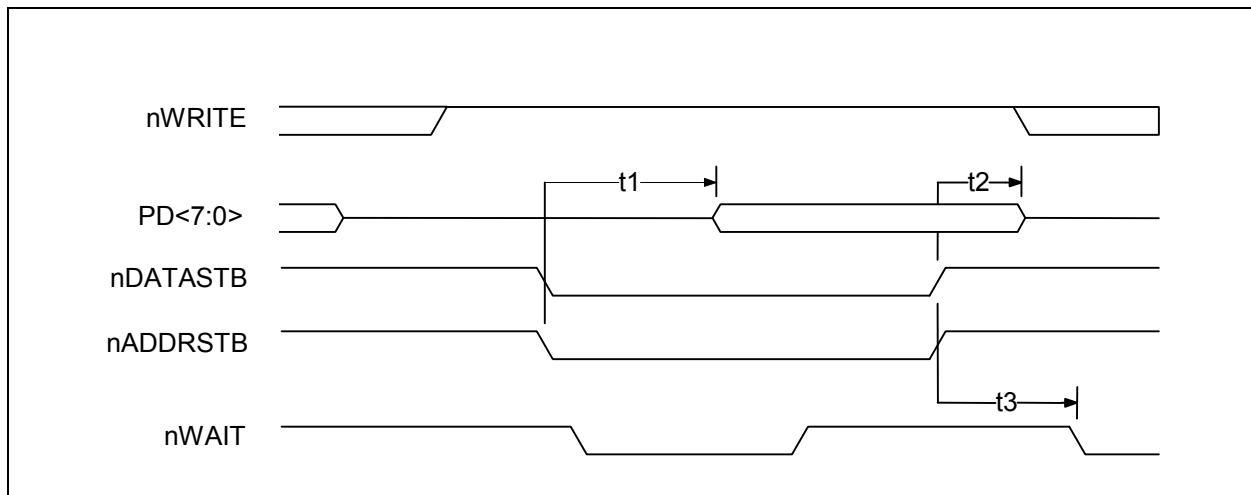 nWRITE
t1
t2
PD<7:0>
nDATASTB
nADDRSTB
t3
nWAIT